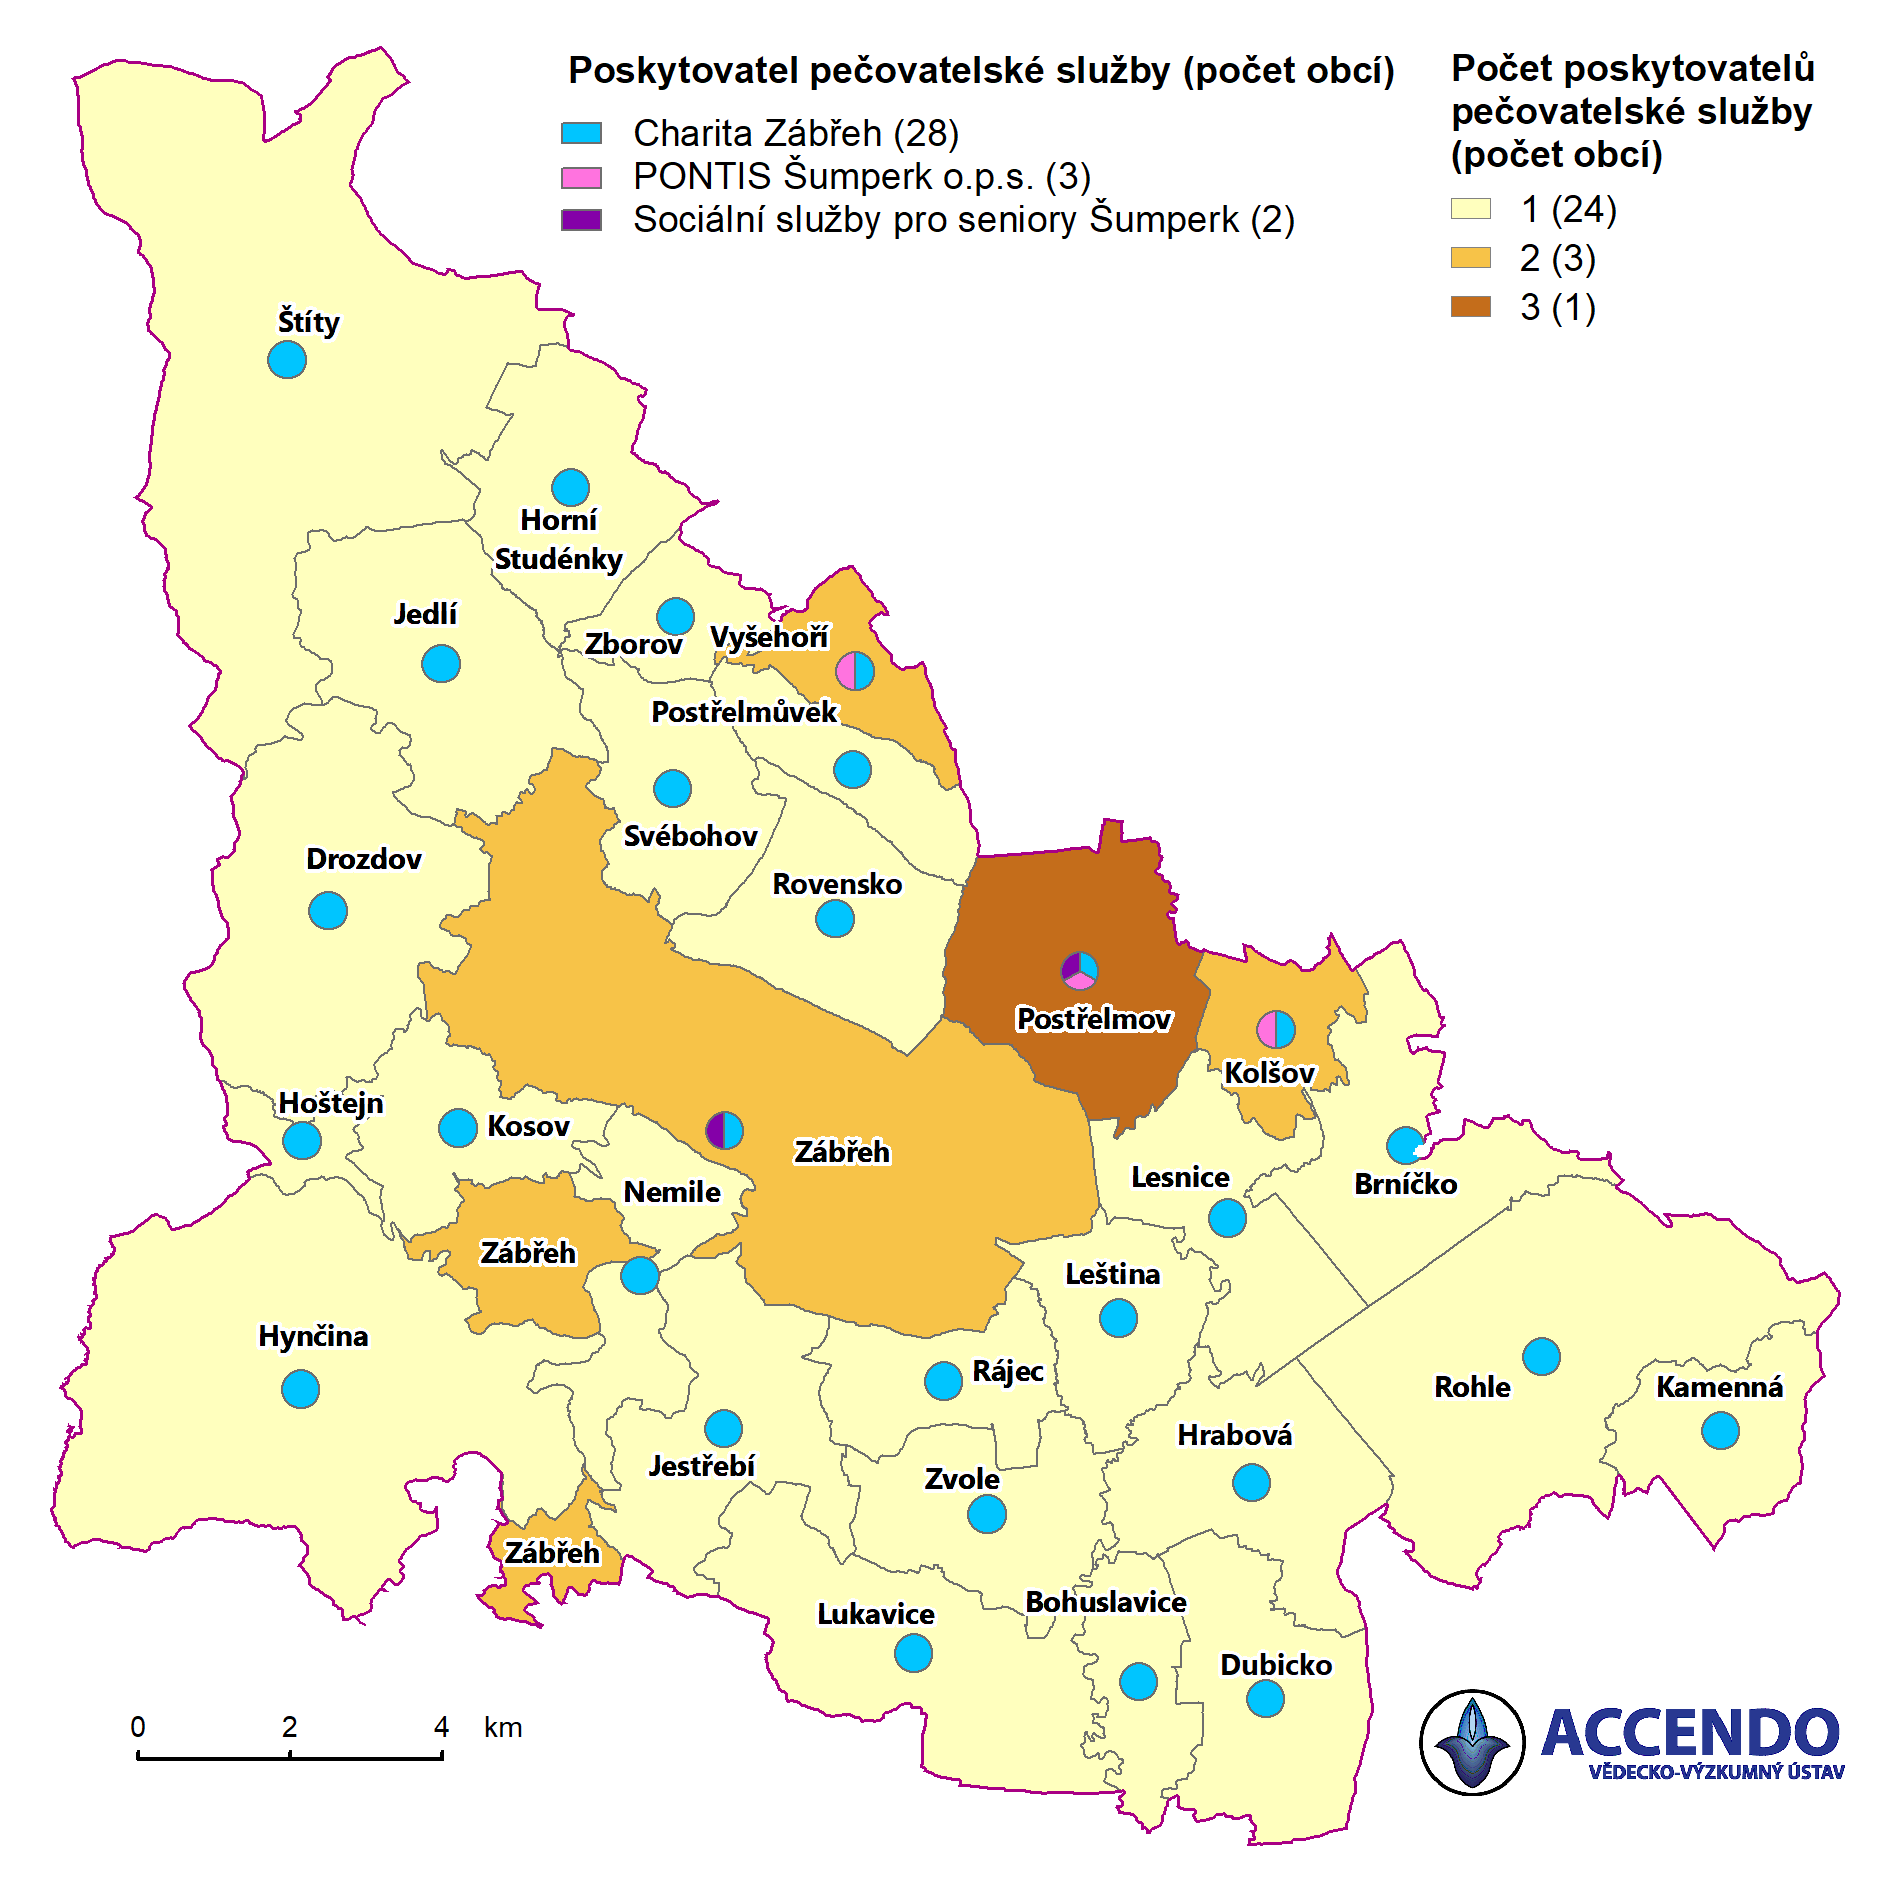 Poskytovatel pečovatelské služby (počet obcí)
Charita Zábřeh (28)
PONTIS Šumperk o.p.s. (3)
Sociální služby pro seniory Šumperk (2)
Počet poskytovatelů
pečovatelské služby
(počet obcí)
1 (24)
2 (3)
3 (1)
Štíty
Horní
Studénky
Jedlí
Zborov
Vyšehoří
Postřelmůvek
Svébohov
Drozdov
Rovensko
Postřelmov
Kolšov
Hoštejn
Kosov
Zábřeh
Nemile
Lesnice
Brníčko
Zábřeh
Leština
Hynčina
Rájec
Rohle
Kamenná
Hrabová
Jestřebí
Zvole
Zábřeh
Bohuslavice
Lukavice
Dubicko
0 2 4 km
ACCENDO
VĚDECKO-VÝZKUMNÝ ÚSTAV